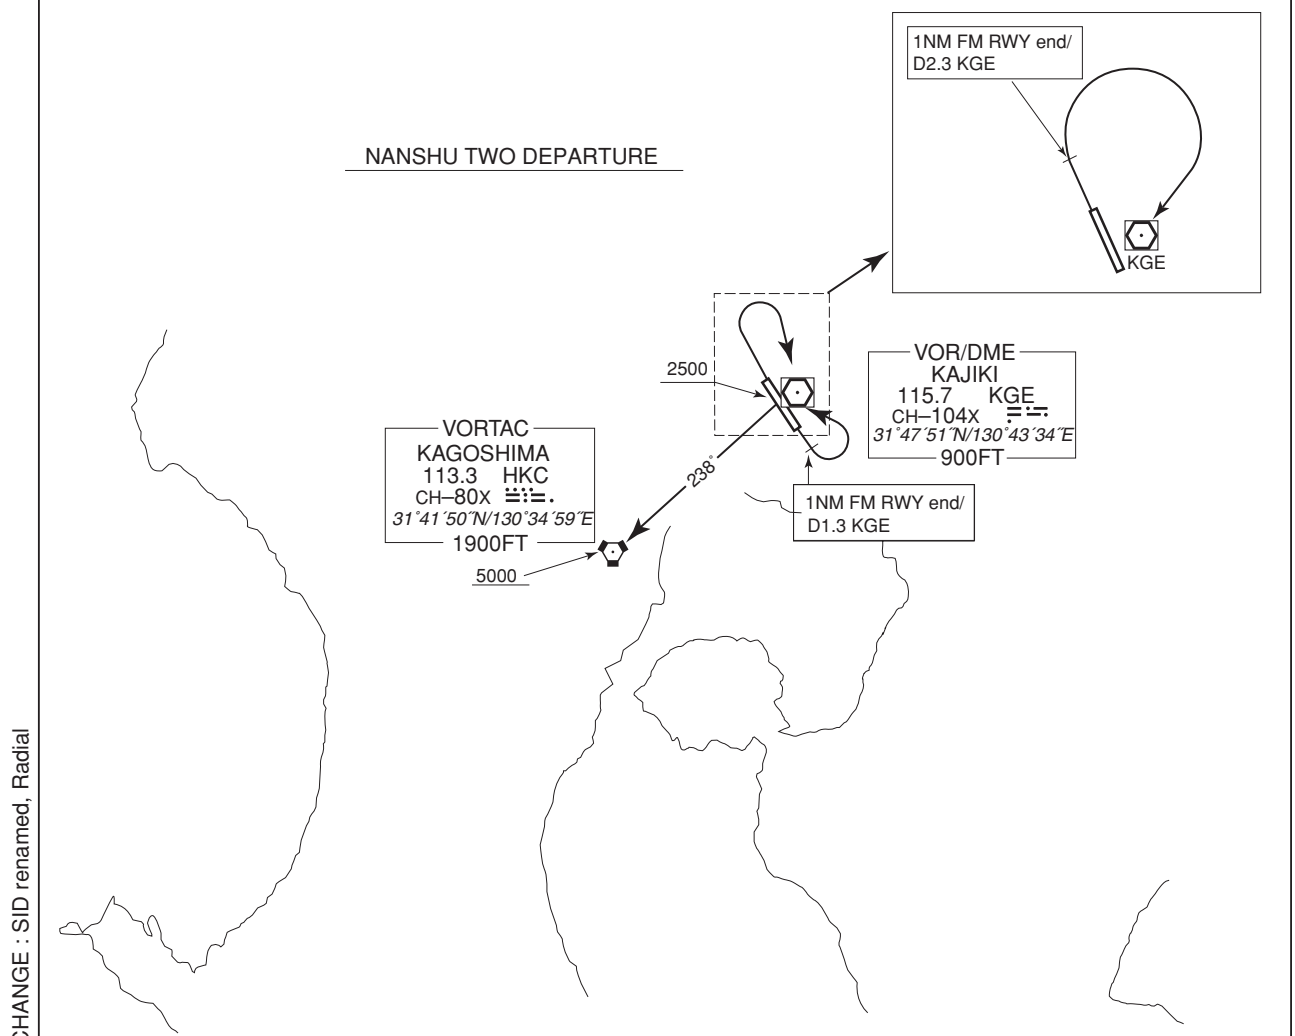 1NM FM RWY end/
D2.3 KGE
NANSHU TWO DEPARTURE
KGE
2500
VOR/DME
KAJIKI
115.7 KGE
CH–104X
31°47´51˝N/130°43´34˝E
900FT
VORTAC
KAGOSHIMA
113.3 HKC
CH–80X
31°41´50˝N/130°34´59˝E
1900FT
238°
1NM FM RWY end/
D1.3 KGE
5000
CHANGE : SID renamed, Radial